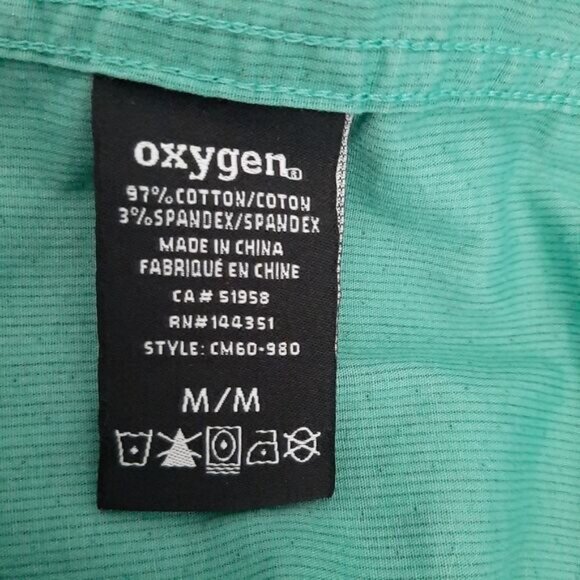 oxygen®
97% COTTON/COTON
3% SPANDEX/SPANDEX
MADE IN CHINA
FABRIQUÉ EN CHINE
CA# 51958
RN#144351
STYLE: CM60-980
M/M